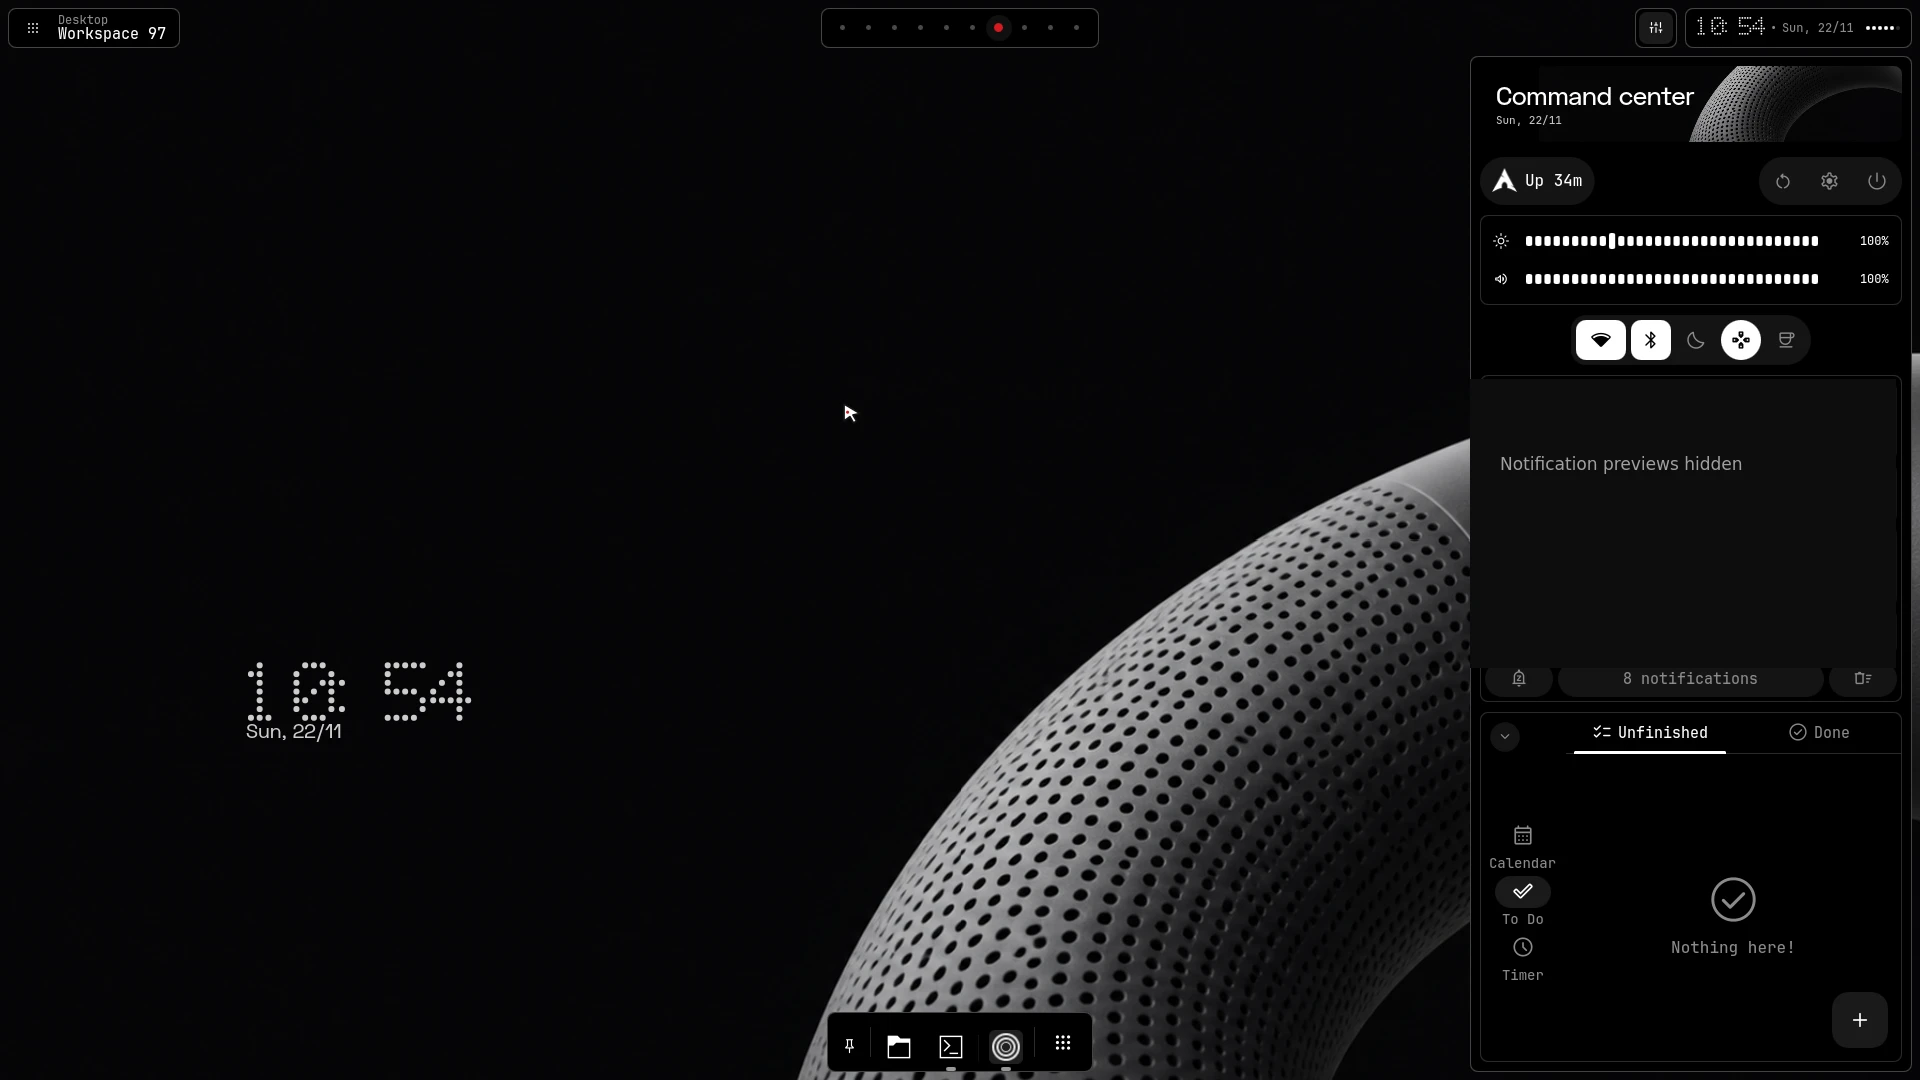 Desktop
Workspace 97
10:54 • Sun, 22/11
Command center
Sun, 22/11
Up 34m
100%
100%
Notification previews hidden
8 notifications
Unfinished
Done
Calendar
To Do
Timer
Nothing here!
10:54
Sun, 22/11